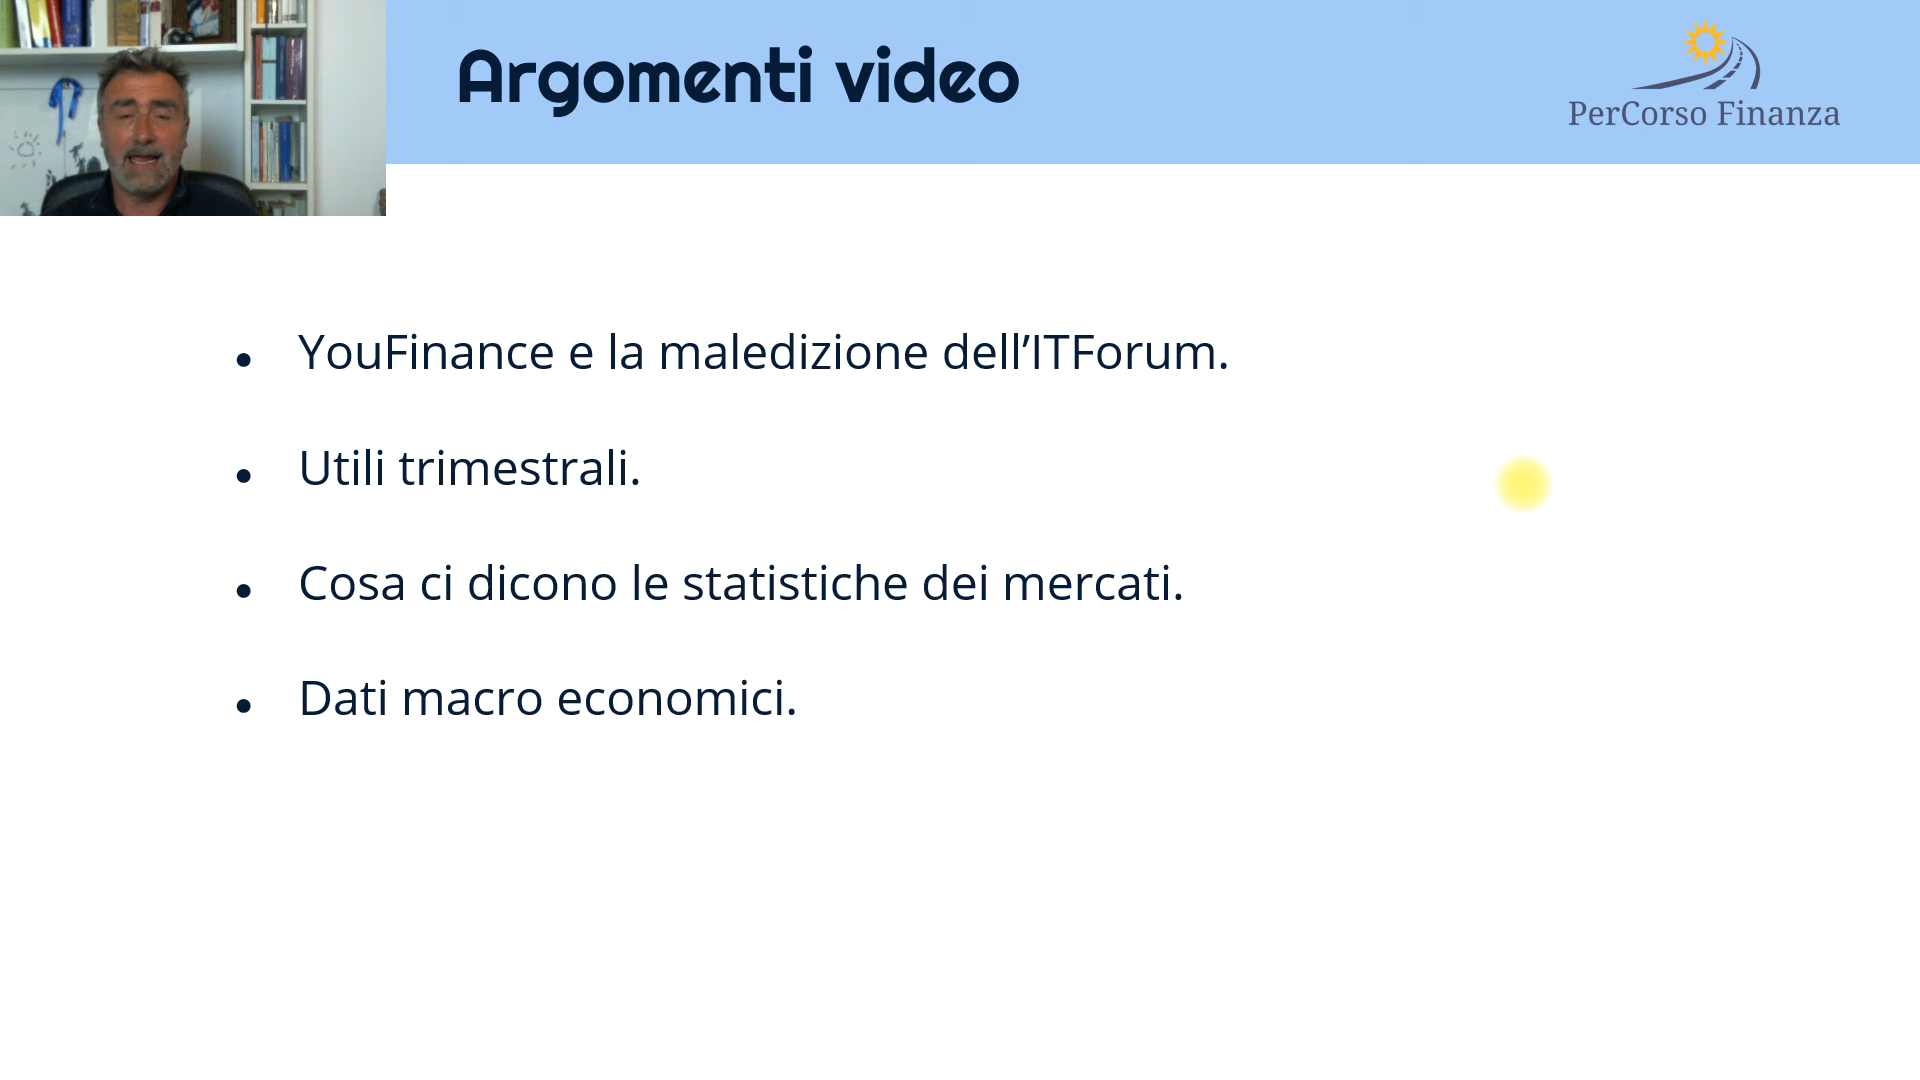 Argomenti video
PerCorso Finanza
• YouFinance e la maledizione dell’ITForum.
• Utili trimestrali.
• Cosa ci dicono le statistiche dei mercati.
• Dati macro economici.